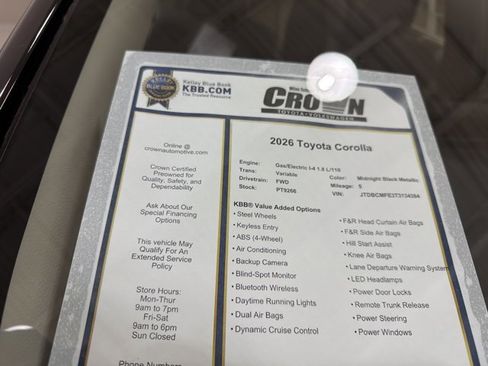 Kelley Blue Book
KBB.COM
The Trusted Resource
KELLEY
BLUE BOOK
CROWN
TOYOTA • VOLKSWAGEN
Online @
crownautomotive.com
Crown Certified
Preowned for
Quality, Safety, and
Dependability
Ask About Our
Special Financing
Options
This vehicle May
Qualify For An
Extended Service
Policy
Store Hours:
Mon-Thur
9am to 7pm
Fri-Sat
9am to 6pm
Sun Closed
Phone Numbers
2026 Toyota Corolla
Engine: Gas/Electric I-4 1.8 L/110
Trans: Variable
Color: Midnight Black Metallic
Drivetrain: FWD
Mileage: 5
Stock: PT9266
VIN:
KBB® Value Added Options
• Steel Wheels
• Keyless Entry
• ABS (4-Wheel)
• Air Conditioning
• Backup Camera
• Blind-Spot Monitor
• Bluetooth Wireless
• Daytime Running Lights
• Dual Air Bags
• Dynamic Cruise Control
• F&R Head Curtain Air Bags
• F&R Side Air Bags
• Hill Start Assist
• Knee Air Bags
• Lane Departure Warning System
• LED Headlamps
• Power Door Locks
• Remote Trunk Release
• Power Steering
• Power Windows